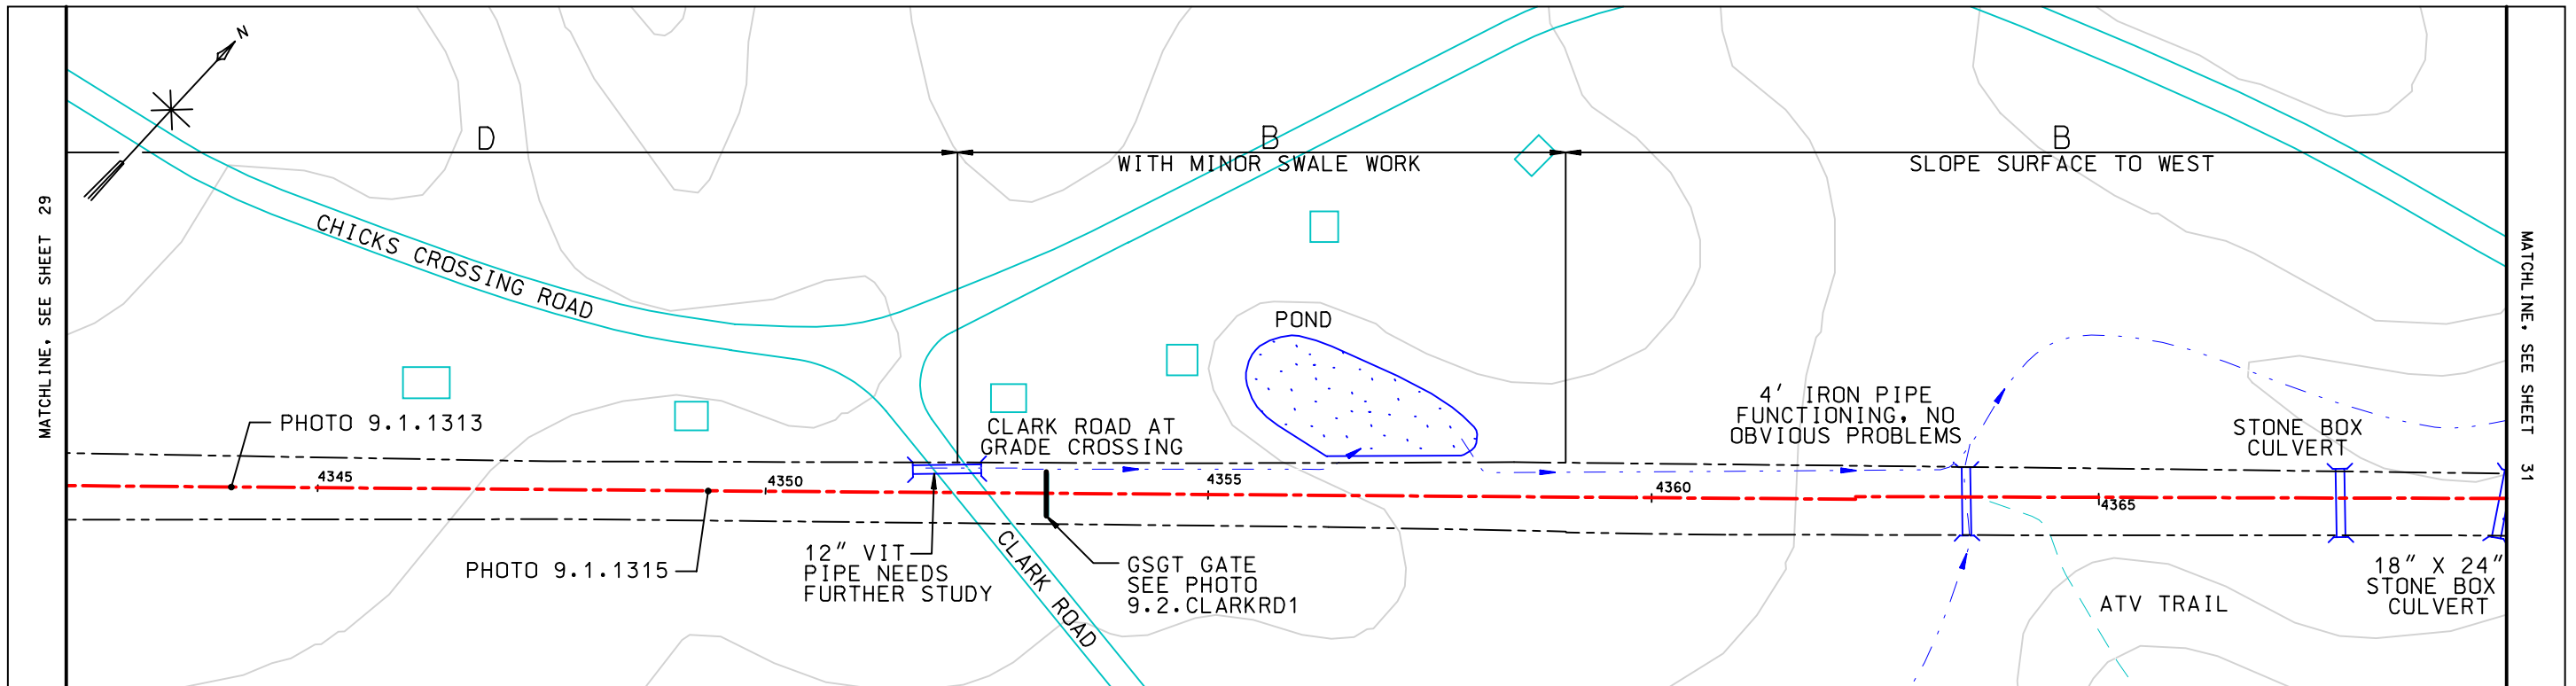 N
D
B
WITH MINOR SWALE WORK
B
SLOPE SURFACE TO WEST
MATCHLINE, SEE SHEET 29
CHICKS CROSSING ROAD
POND
PHOTO 9.1.1313
CLARK ROAD AT
GRADE CROSSING
4' IRON PIPE
FUNCTIONING, NO
OBVIOUS PROBLEMS
STONE BOX
CULVERT
MATCHLINE, SEE SHEET 31
4345
4350
4355
4360
4365
PHOTO 9.1.1315
12" VIT
PIPE NEEDS
FURTHER STUDY
CLARK ROAD
GSGT GATE
SEE PHOTO
9.2.CLARKRD1
ATV TRAIL
18" X 24"
STONE BOX
CULVERT